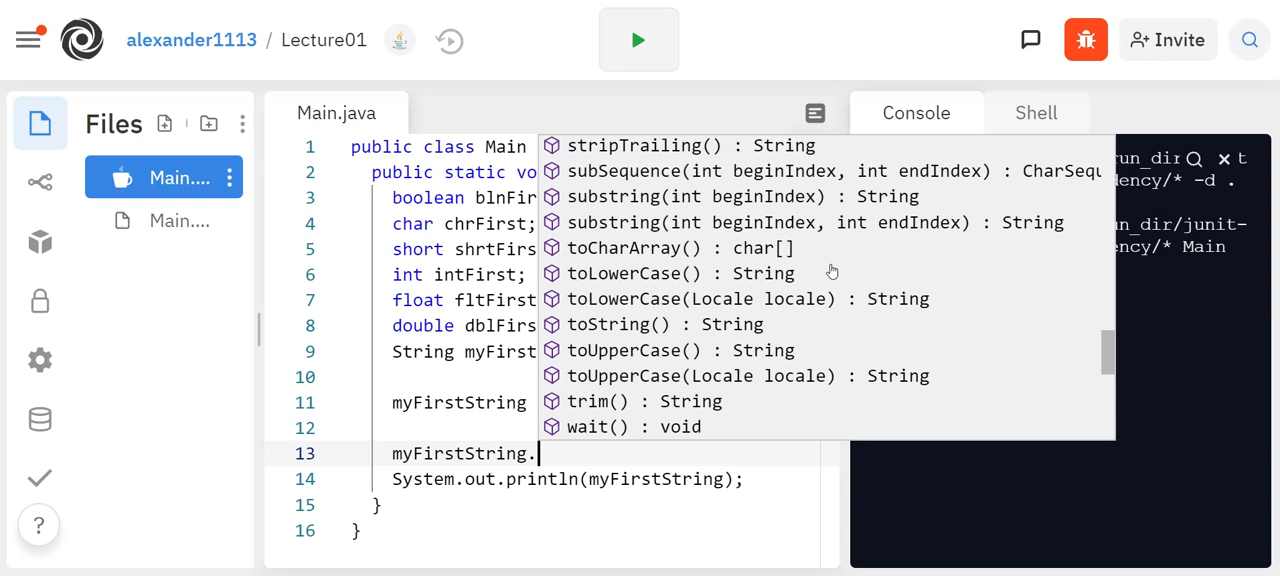 alexander1113 / Lecture01
Invite
Files
Main....
Main....
?
Main.java
1 public class Main
2 public static vo
3 boolean blnFir
4 char chrFirst;
5 short shrtFirs
6 int intFirst;
7 float fltFirst
8 double dblFirs
9 String myFirst
10
11 myFirstString
12
13 myFirstString.
14 System.out.println(myFirstString);
15 }
16 }
stripTrailing() : String
subSequence(int beginIndex, int endIndex) : CharSequ
substring(int beginIndex) : String
substring(int beginIndex, int endIndex) : String
toCharArray() : char[]
toLowerCase() : String
toLowerCase(Locale locale) : String
toString() : String
toUpperCase() : String
toUpperCase(Locale locale) : String
trim() : String
wait() : void
Console Shell
un_dir t
dency/* -d .
un_dir/junit-
ency/* Main